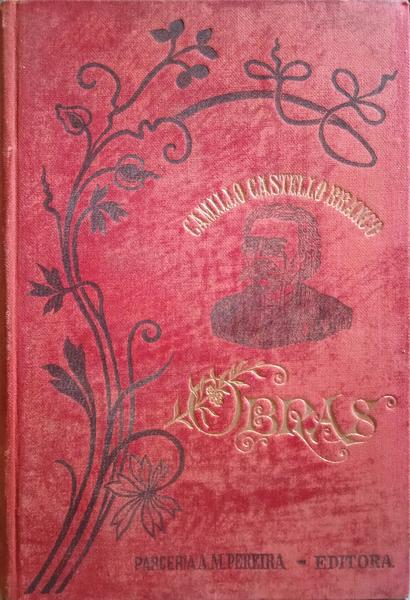 CAMILLO CASTELLO BRANCO
OBRAS
PARCERIA A. M. PEREIRA - EDITORA